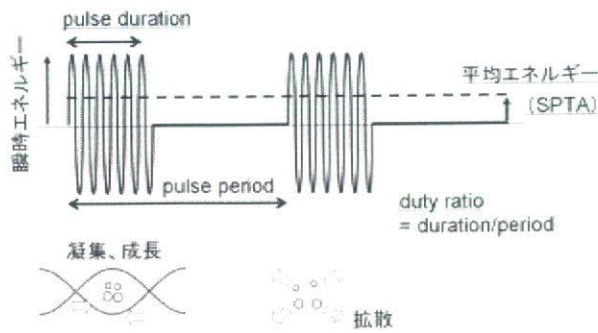 pulse duration
瞬時エネルギー
平均エネルギー
(SPTA)
pulse period
duty ratio
= duration/period
凝集、成長
拡散